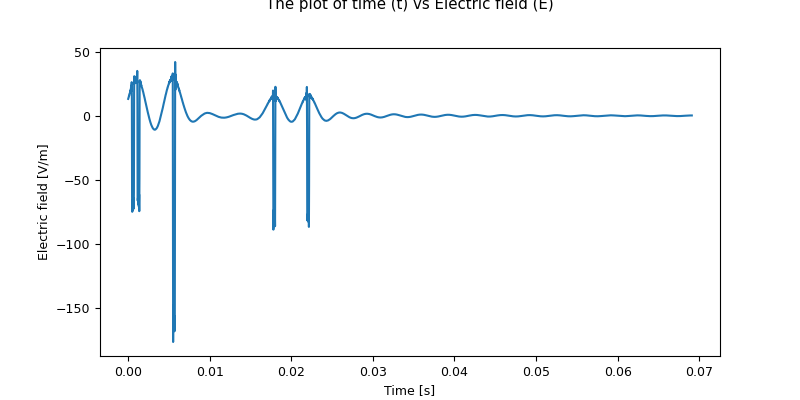 The plot of time (t) vs Electric field (E)
50
0
−50
−100
−150
Electric field [V/m]
0.00 0.01 0.02 0.03 0.04 0.05 0.06 0.07
Time [s]